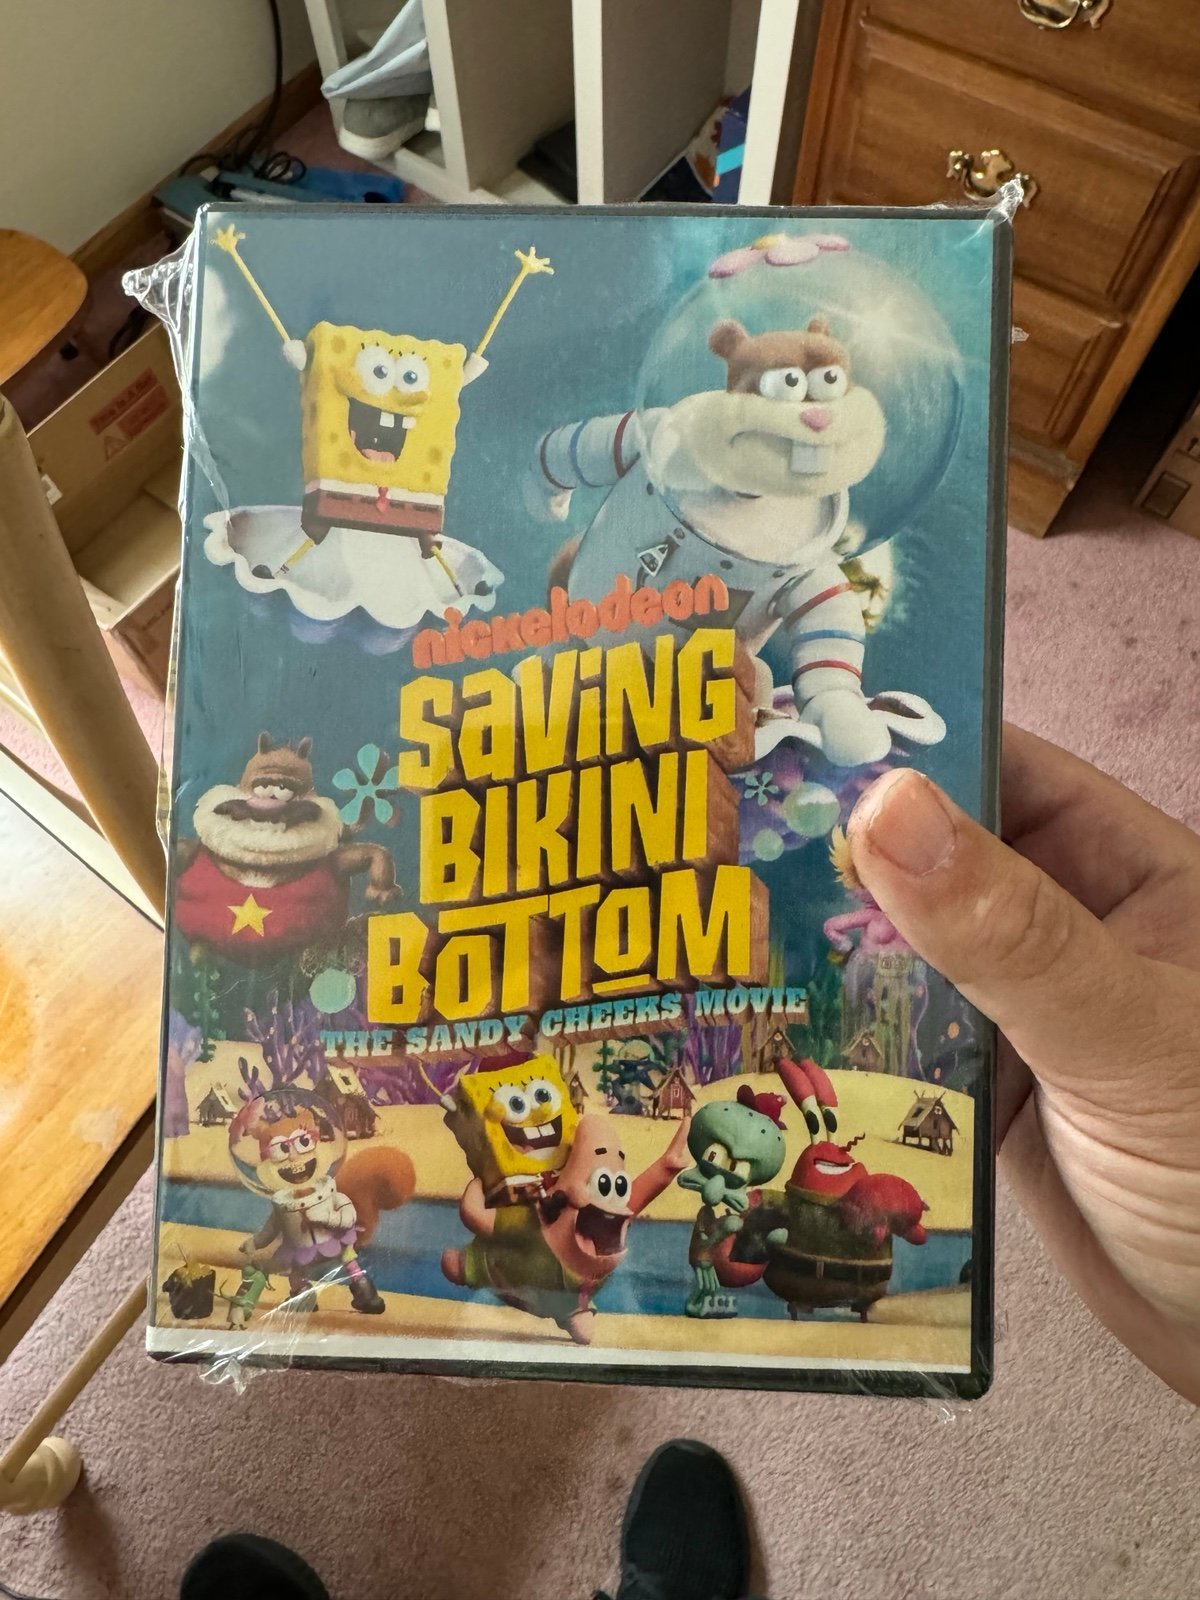 nickelodeon
SAViNG
BIKINI
BOTTOM
THE SANDY CHEEKS MOVIE